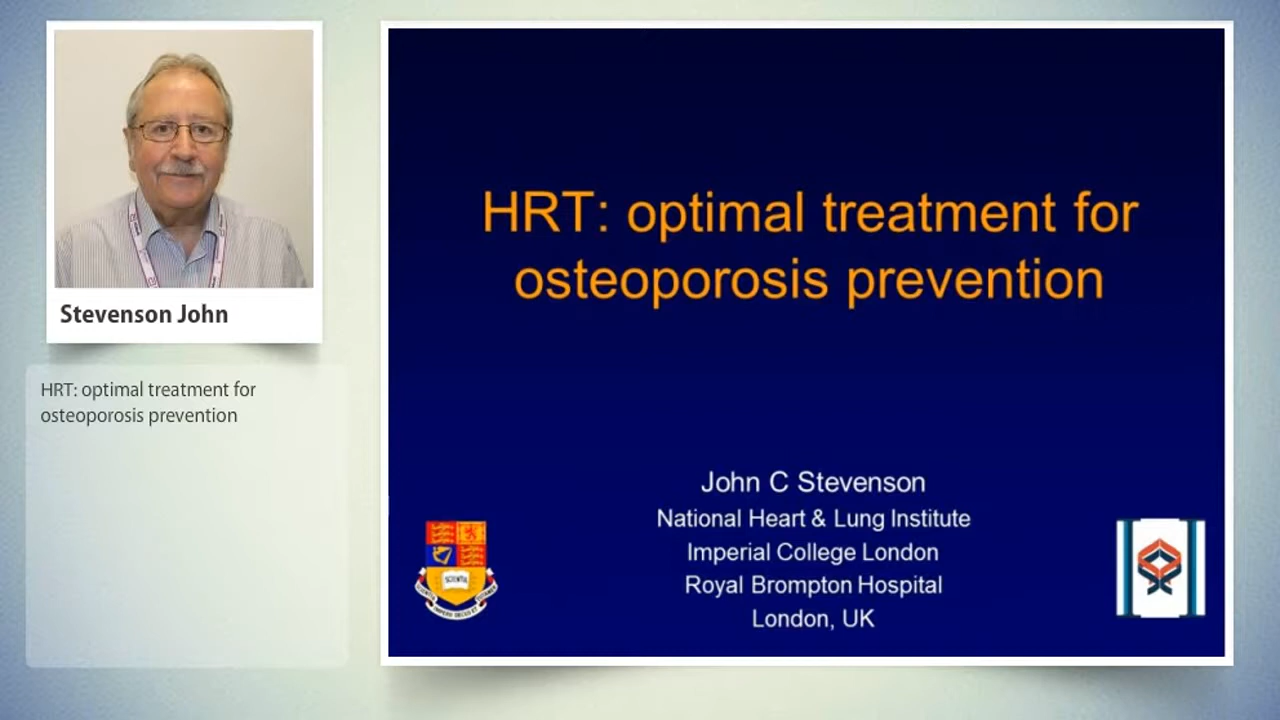 Stevenson John
HRT: optimal treatment for
osteoporosis prevention
HRT: optimal treatment for
osteoporosis prevention
John C Stevenson
National Heart & Lung Institute
Imperial College London
Royal Brompton Hospital
London, UK